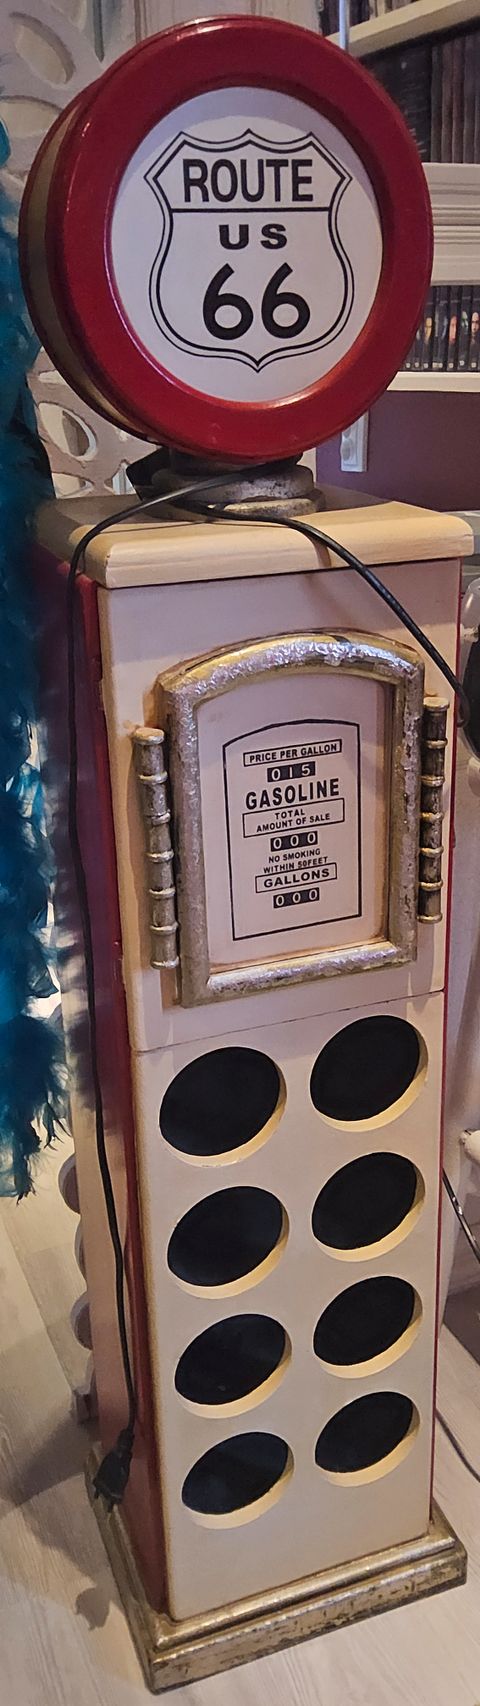 ROUTE
US
66
PRICE PER GALLON
015
GASOLINE
TOTAL
AMOUNT OF SALE
000
NO SMOKING
WITHIN 50FEET
GALLONS
000